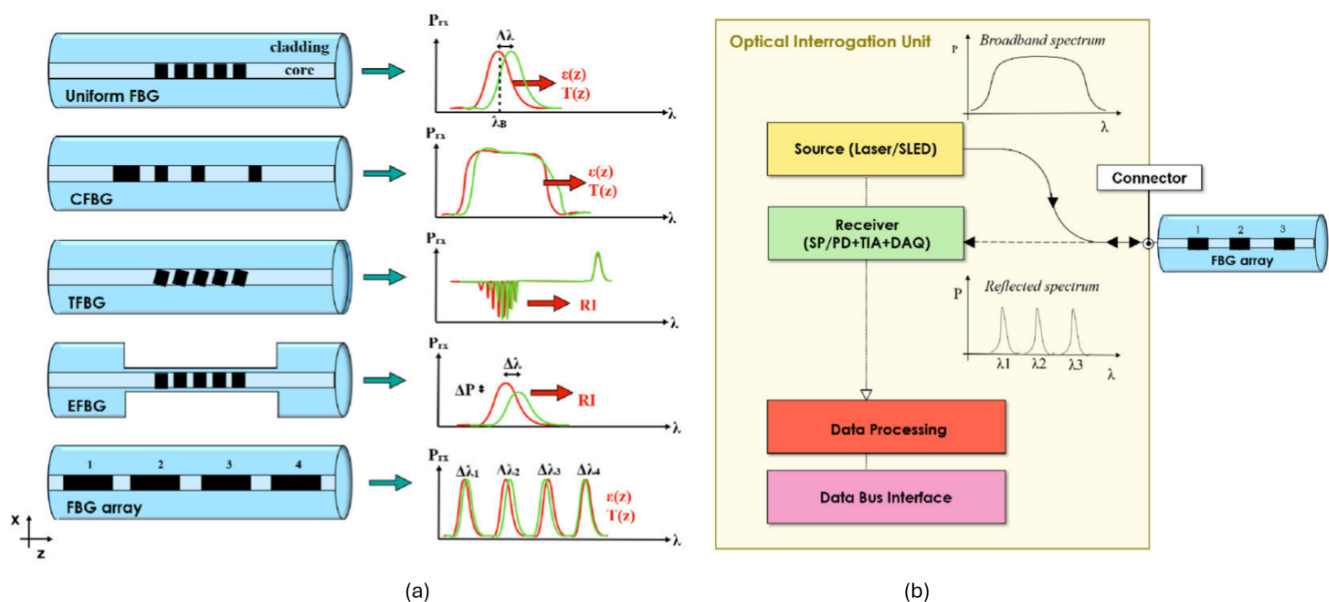 cladding
core
Uniform FBG
Prx
Δλ
ε(z)
T(z)
λB
λ
CFBG
Prx
ε(z)
T(z)
λ
TFBG
Prx
RI
λ
EFBG
Prx
Δλ
ΔP
RI
λ
1 2 3 4
FBG array
Prx
Δλ1 Δλ2 Δλ3 Δλ4
ε(z)
T(z)
λ
X
z
(a)
Optical Interrogation Unit
Broadband spectrum
P
λ
Source (Laser/SLED)
Connector
Receiver
(SP/PD+TIA+DAQ)
1 2 3
FBG array
Reflected spectrum
P
λ1 λ2 λ3
λ
Data Processing
Data Bus Interface
(b)